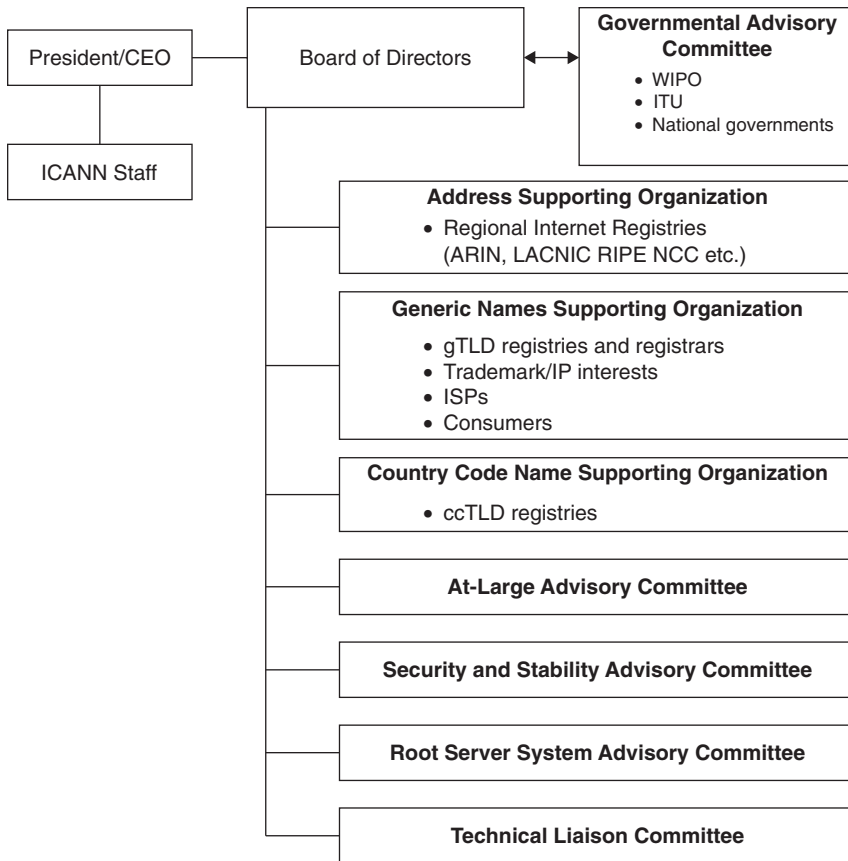 President/CEO
Board of Directors
Governmental Advisory
Committee
• WIPO
• ITU
• National governments
ICANN Staff
Address Supporting Organization
• Regional Internet Registries
(ARIN, LACNIC RIPE NCC etc.)
Generic Names Supporting Organization
• gTLD registries and registrars
• Trademark/IP interests
• ISPs
• Consumers
Country Code Name Supporting Organization
• ccTLD registries
At-Large Advisory Committee
Security and Stability Advisory Committee
Root Server System Advisory Committee
Technical Liaison Committee